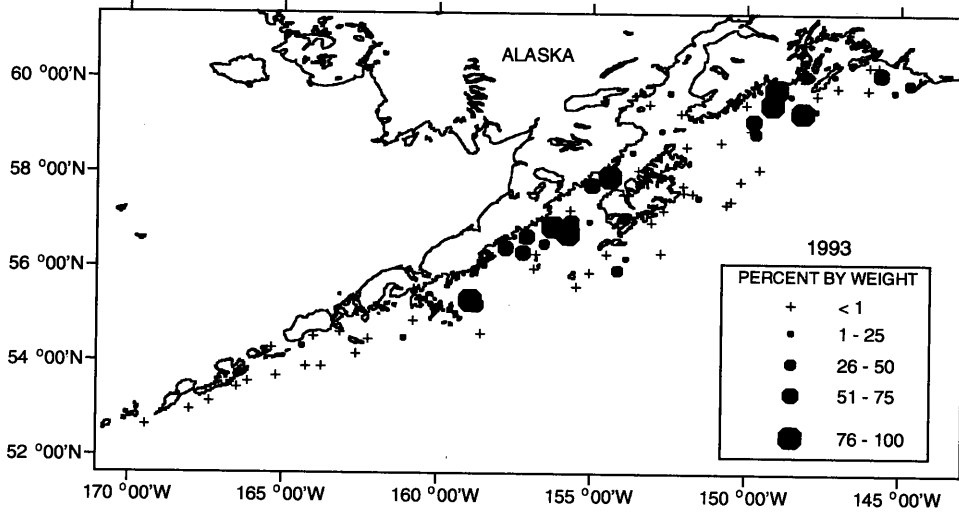 ALASKA
60 °00'N
58 °00'N
56 °00'N
54 °00'N
52 °00'N
1993
PERCENT BY WEIGHT
+ < 1
1 - 25
26 - 50
51 - 75
76 - 100
170 °00'W
165 °00'W
160 °00'W
155 °00'W
150 °00'W
145 °00'W